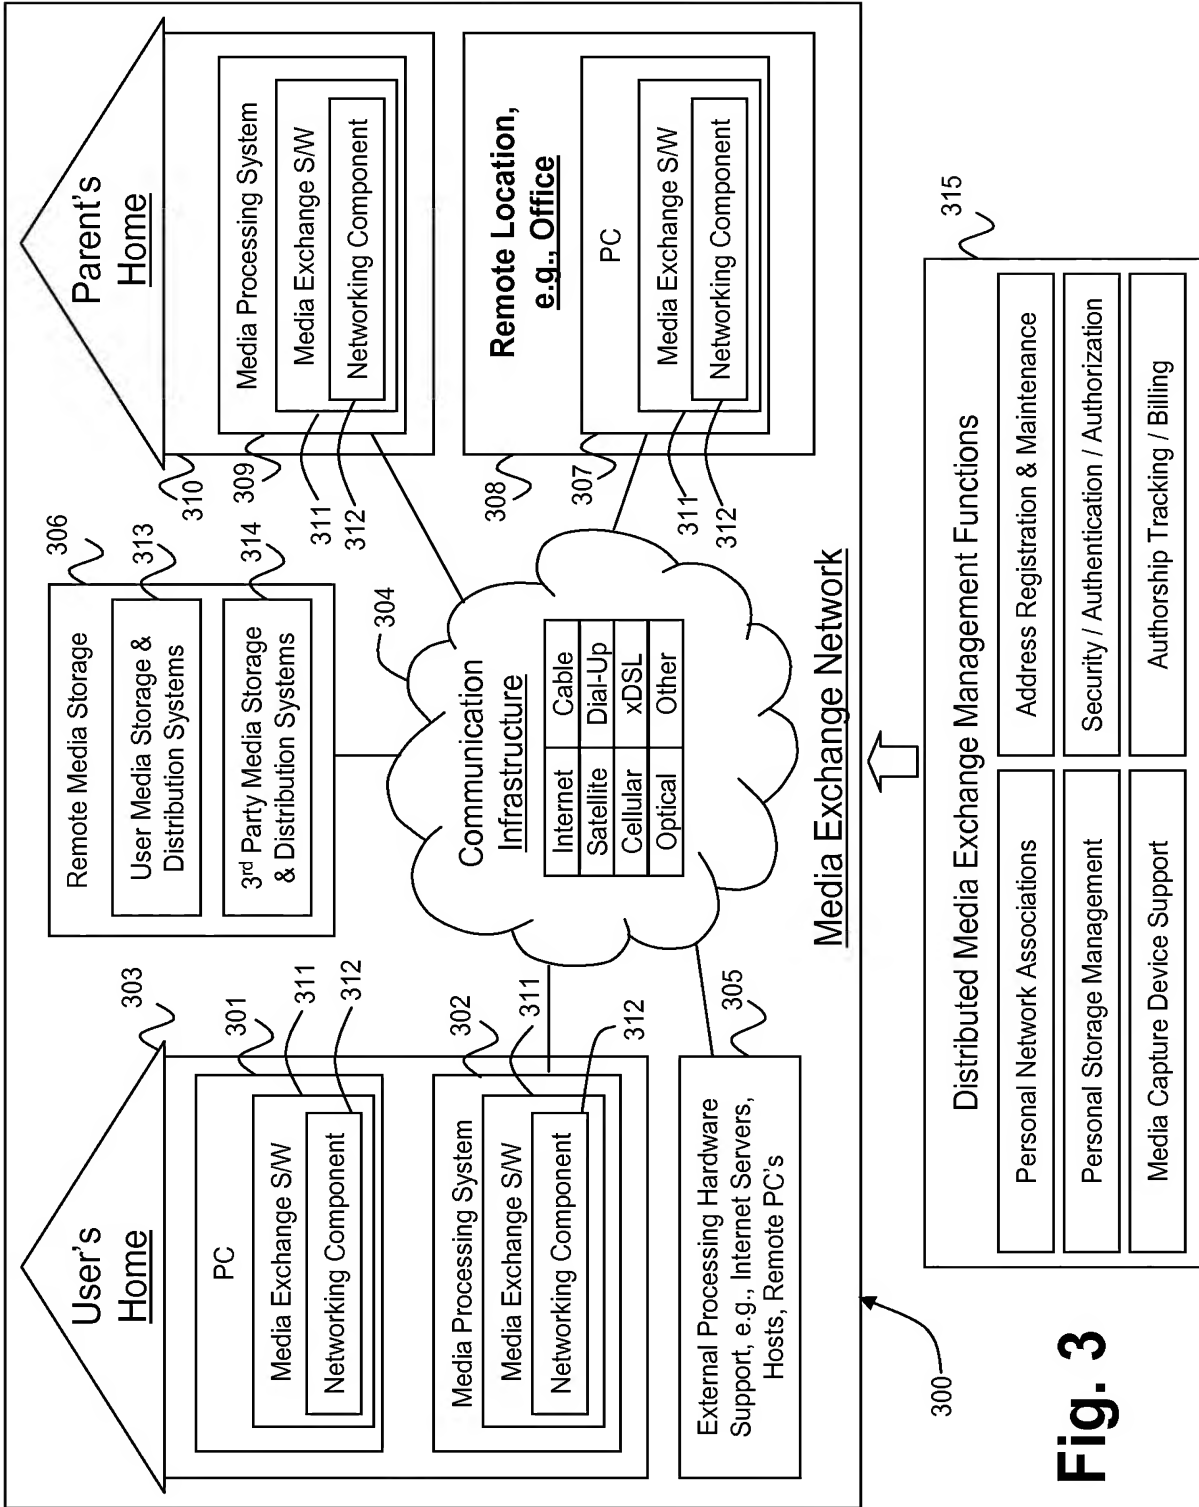 User's
Home
303
PC
301
Media Exchange S/W
311
Networking Component
312
Media Processing System
302
Media Exchange S/W
311
Networking Component
312
External Processing Hardware
Support, e.g., Internet Servers,
Hosts, Remote PC's
305
Remote Media Storage
306
User Media Storage &
Distribution Systems
313
3rd Party Media Storage
& Distribution Systems
314
304
Communication
Infrastructure
Internet Cable
Satellite Dial-Up
Cellular xDSL
Optical Other
Parent's
Home
310
Media Processing System
309
Media Exchange S/W
311
Networking Component
312
Remote Location,
e.g., Office
308
PC
307
Media Exchange S/W
311
Networking Component
312
Media Exchange Network
300
Distributed Media Exchange Management Functions
315
Personal Network Associations
Address Registration & Maintenance
Personal Storage Management
Security / Authentication / Authorization
Media Capture Device Support
Authorship Tracking / Billing
Fig. 3